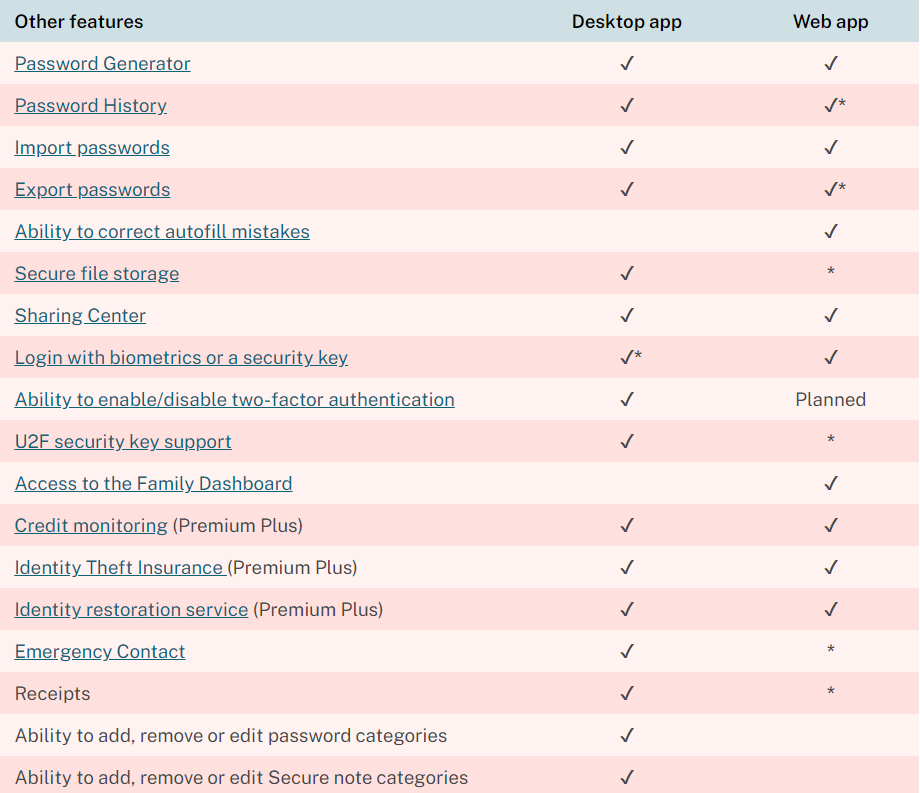 Other features Desktop app Web app
Password Generator ✓ ✓
Password History ✓ ✓*
Import passwords ✓ ✓
Export passwords ✓ ✓*
Ability to correct autofill mistakes ✓
Secure file storage ✓ *
Sharing Center ✓ ✓
Login with biometrics or a security key ✓* ✓
Ability to enable/disable two-factor authentication ✓ Planned
U2F security key support ✓ *
Access to the Family Dashboard ✓
Credit monitoring (Premium Plus) ✓ ✓
Identity Theft Insurance (Premium Plus) ✓ ✓
Identity restoration service (Premium Plus) ✓ ✓
Emergency Contact ✓ *
Receipts ✓ *
Ability to add, remove or edit password categories ✓
Ability to add, remove or edit Secure note categories ✓